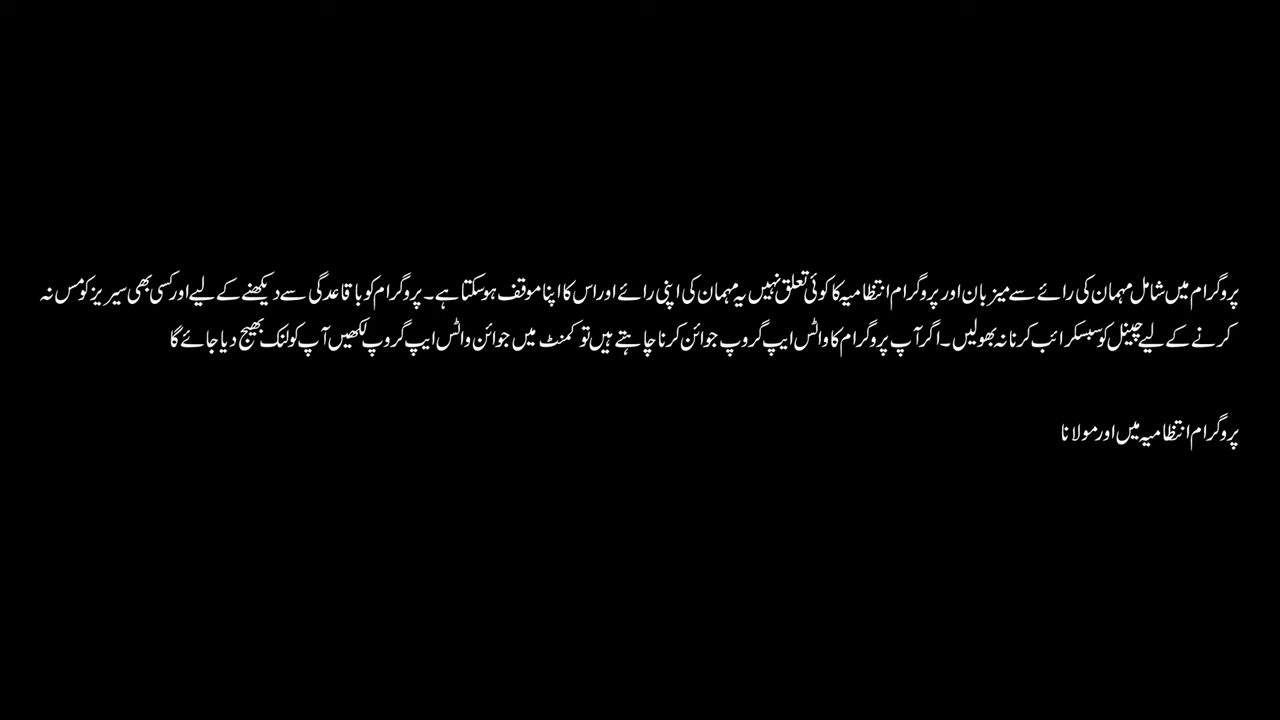 پروگرام میں شامل مہمان کی رائے سے میزبان اور پروگرام انتظامیہ کا کوئی تعلق نہیں یہ مہمان کی اپنی رائے اور اس کا اپنا موقف ہو سکتا ہے۔ پروگرام کو باقاعدگی سے دیکھنے کے لیے اور کسی بھی سیریز کو مس نہ
کرنے کے لیے چینل کو سبسکرائب کرنا نہ بھولیں۔ اگر آپ پروگرام کا واٹس ایپ گروپ جوائن کرنا چاہتے ہیں تو کمنٹ میں جوائن واٹس ایپ گروپ لکھیں آپ کو لنک بھیج دیا جائے گا
پروگرام انتظامیہ میں اور مولانا